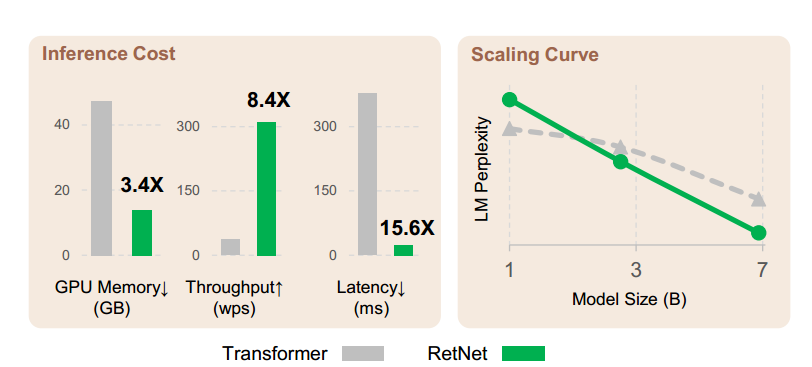 Inference Cost
40
20
0
3.4X
GPU Memory↓
(GB)
300
150
0
8.4X
Throughput↑
(wps)
300
150
0
15.6X
Latency↓
(ms)
Scaling Curve
LM Perplexity
1
3
7
Model Size (B)
Transformer
RetNet